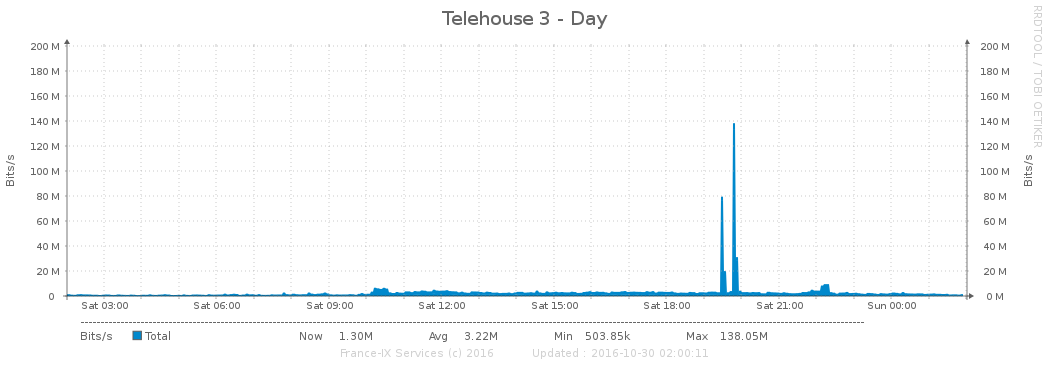 Telehouse 3 - Day
RRDTOOL / TOBI OETIKER
Bits/s
200 M 200 M
180 M 180 M
160 M 160 M
140 M 140 M
120 M 120 M
100 M 100 M
80 M 80 M
60 M 60 M
40 M 40 M
20 M 20 M
0 0 M
Bits/s
Sat 03:00 Sat 06:00 Sat 09:00 Sat 12:00 Sat 15:00 Sat 18:00 Sat 21:00 Sun 00:00
Bits/s Total Now 1.30M Avg 3.22M Min 503.85k Max 138.05M
France-IX Services (c) 2016 Updated : 2016-10-30 02:00:11